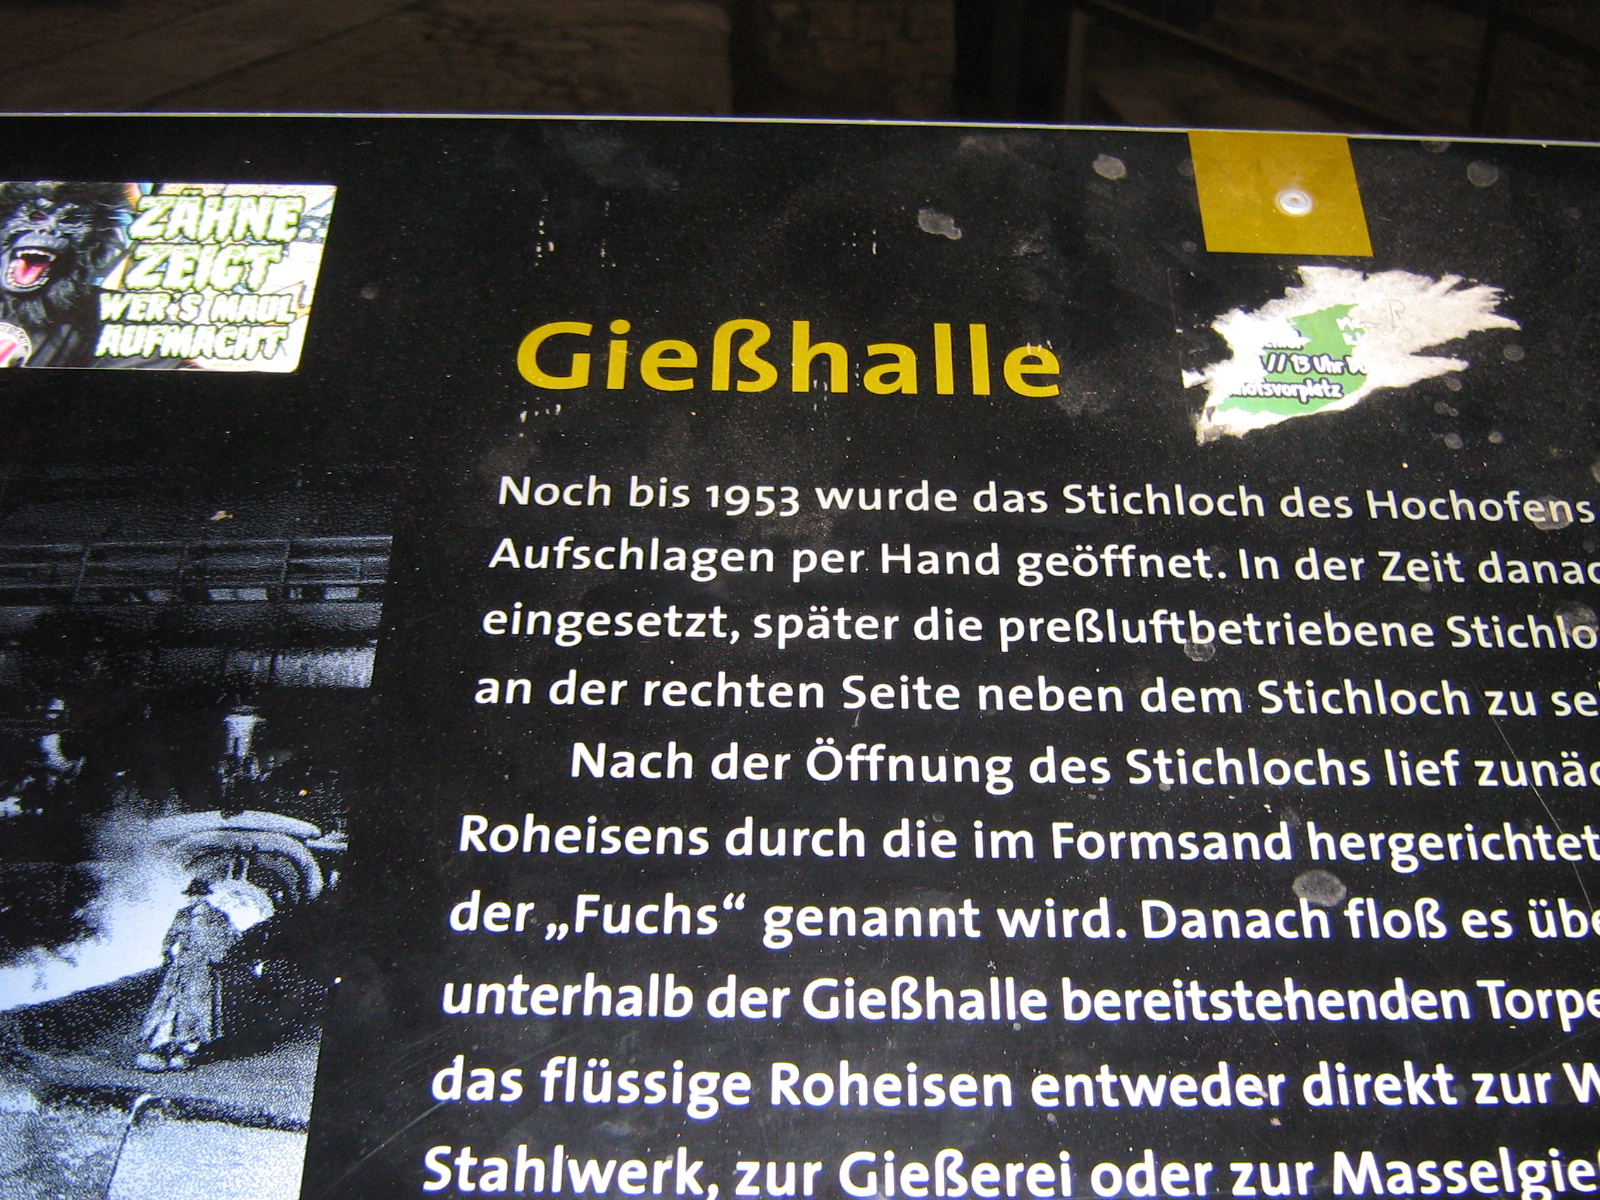 ZÄHNE
ZEIGT
WER'S MAUL
AUFMACHT
Gießhalle
// 13 Uhr
Noch bis 1953 wurde das Stichloch des Hochofens
Aufschlagen per Hand geöffnet. In der Zeit danac
eingesetzt, später die preßluftbetriebene Stichlo
an der rechten Seite neben dem Stichloch zu se
Nach der Öffnung des Stichlochs lief zunäc
Roheisens durch die im Formsand hergerichtet
der „Fuchs“ genannt wird. Danach floß es übe
unterhalb der Gießhalle bereitstehenden Torpe
das flüssige Roheisen entweder direkt zur W
Stahlwerk, zur Gießerei oder zur Masselgieß